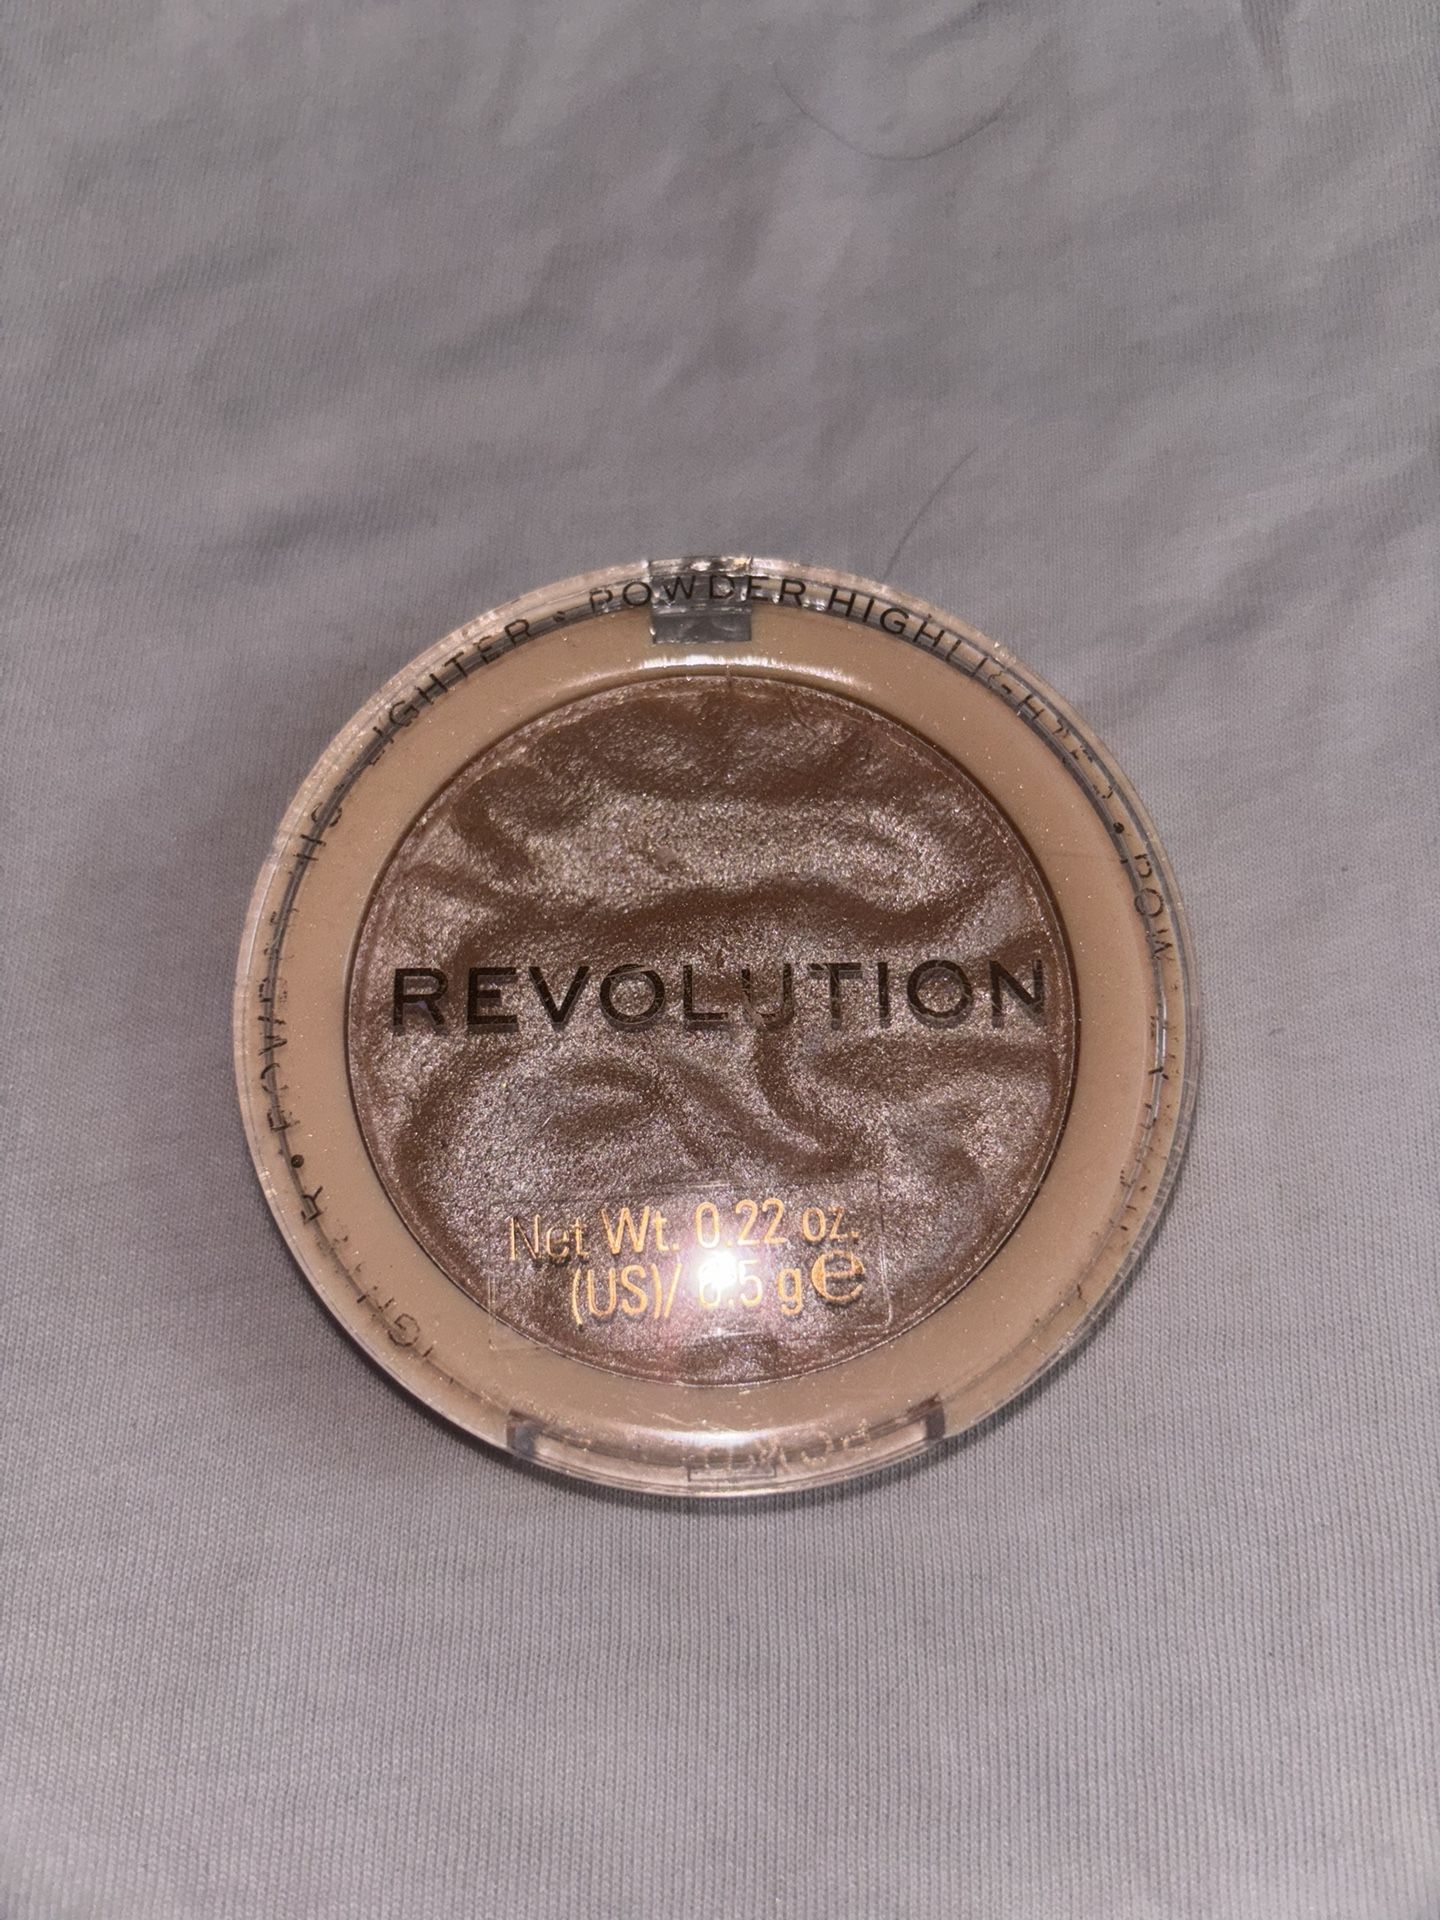 POWDER HIGHLIGHTER •
REVOLUTION
Net Wt. 0.22 oz.
(US)/ 6.5 g ℮